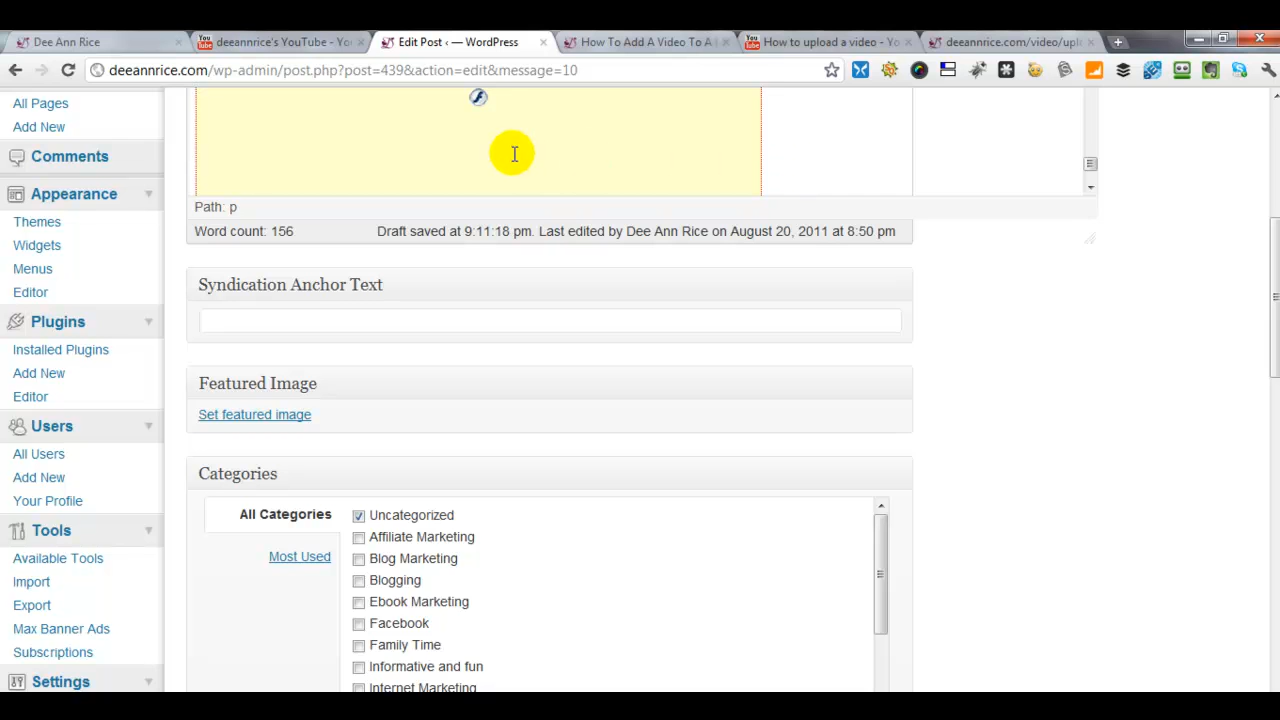 Dee Ann Rice
deeannrice's YouTube - Yo
Edit Post ‹ — WordPress
How To Add A Video To A
How to upload a video - Yo
deeannrice.com/video/upl
deeannrice.com/wp-admin/post.php?post=439&action=edit&message=10
All Pages
Add New
Comments
Appearance
Themes
Widgets
Menus
Editor
Plugins
Installed Plugins
Add New
Editor
Users
All Users
Add New
Your Profile
Tools
Available Tools
Import
Export
Max Banner Ads
Subscriptions
Settings
Path: p
Word count: 156
Draft saved at 9:11:18 pm. Last edited by Dee Ann Rice on August 20, 2011 at 8:50 pm
Syndication Anchor Text
Featured Image
Set featured image
Categories
All Categories
Most Used
Uncategorized
Affiliate Marketing
Blog Marketing
Blogging
Ebook Marketing
Facebook
Family Time
Informative and fun
Internet Marketing